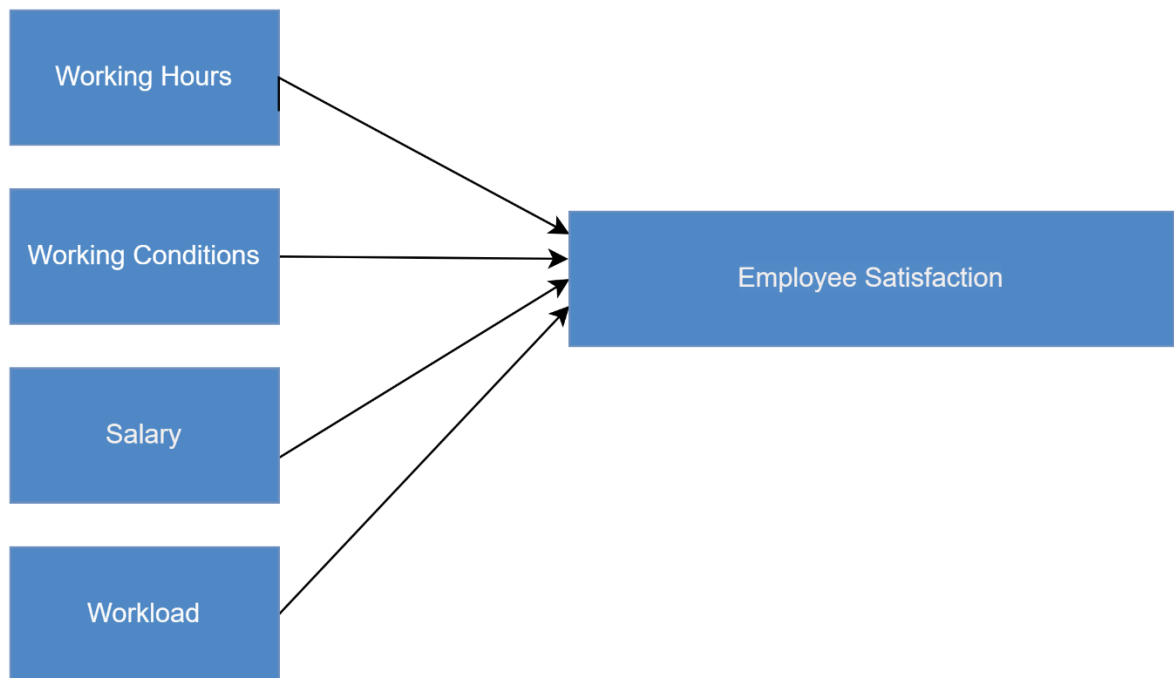 Working Hours
Working Conditions
Employee Satisfaction
Salary
Workload